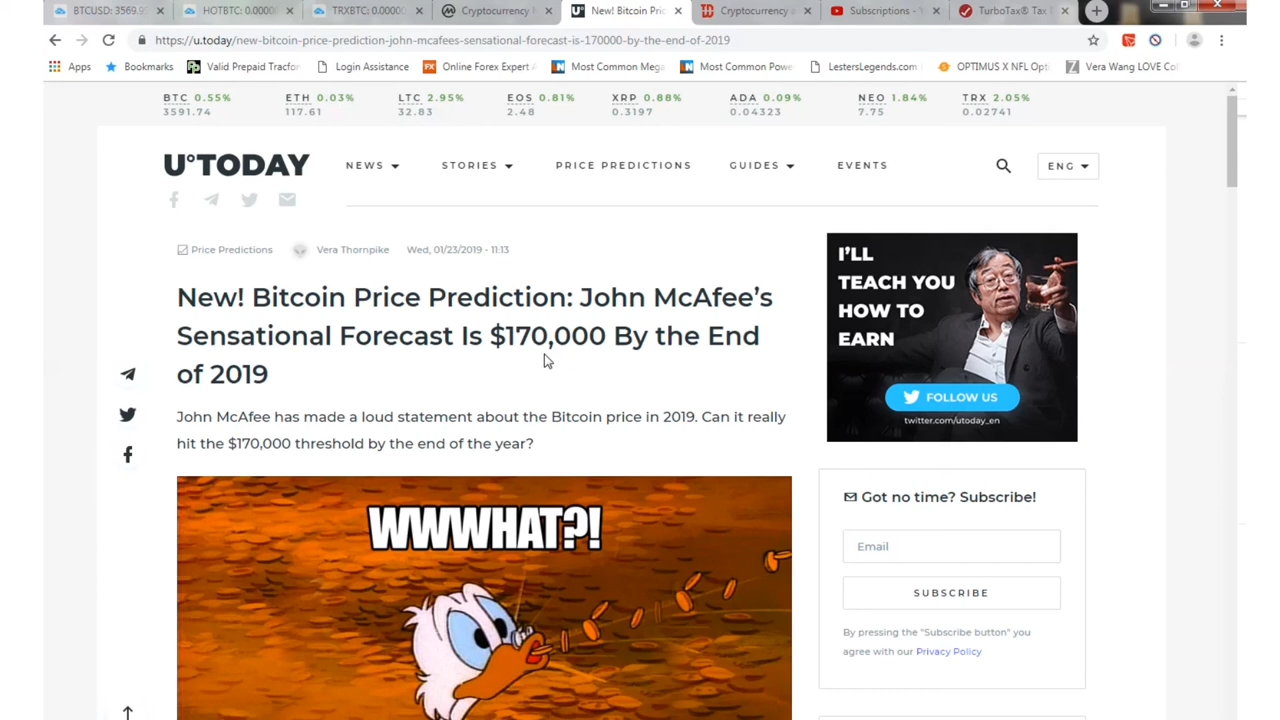 BTCUSD: 3569.9
HOTBTC: 0.0000
TRXBTC: 0.0000
Cryptocurrency M
New! Bitcoin Pric
Cryptocurrency a
Subscriptions - Y
TurboTax® Tax
https://u.today/new-bitcoin-price-prediction-john-mcafees-sensational-forecast-is-170000-by-the-end-of-2019
Apps
Bookmarks
Valid Prepaid Tracfor
Login Assistance
Online Forex Expert A
Most Common Mega
Most Common Powe
LestersLegends.com
OPTIMUS X NFL Opti
Vera Wang LOVE Col
BTC 0.55% ETH 0.03% LTC 2.95% EOS 0.81% XRP 0.88% ADA 0.09% NEO 1.84% TRX 2.05%
3591.74 117.61 32.83 2.48 0.3197 0.04323 7.75 0.02741
U°TODAY
NEWS STORIES PRICE PREDICTIONS GUIDES EVENTS
ENG
Price Predictions Vera Thornpike Wed, 01/23/2019 - 11:13
New! Bitcoin Price Prediction: John McAfee’s
Sensational Forecast Is $170,000 By the End
of 2019
John McAfee has made a loud statement about the Bitcoin price in 2019. Can it really
hit the $170,000 threshold by the end of the year?
WWWHAT?!
I’LL
TEACH YOU
HOW TO
EARN
FOLLOW US
twitter.com/utoday_en
Got no time? Subscribe!
Email
SUBSCRIBE
By pressing the "Subscribe button" you
agree with our Privacy Policy